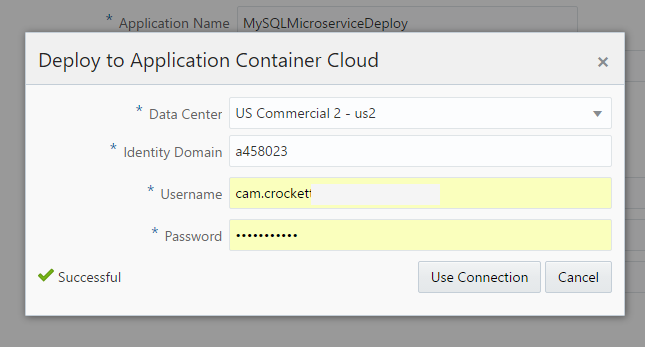 * Application Name MySQLMicroserviceDeploy
Deploy to Application Container Cloud ×
* Data Center US Commercial 2 - us2
* Identity Domain a458023
* Username cam.crockett
* Password •••••••••••
Successful Use Connection Cancel